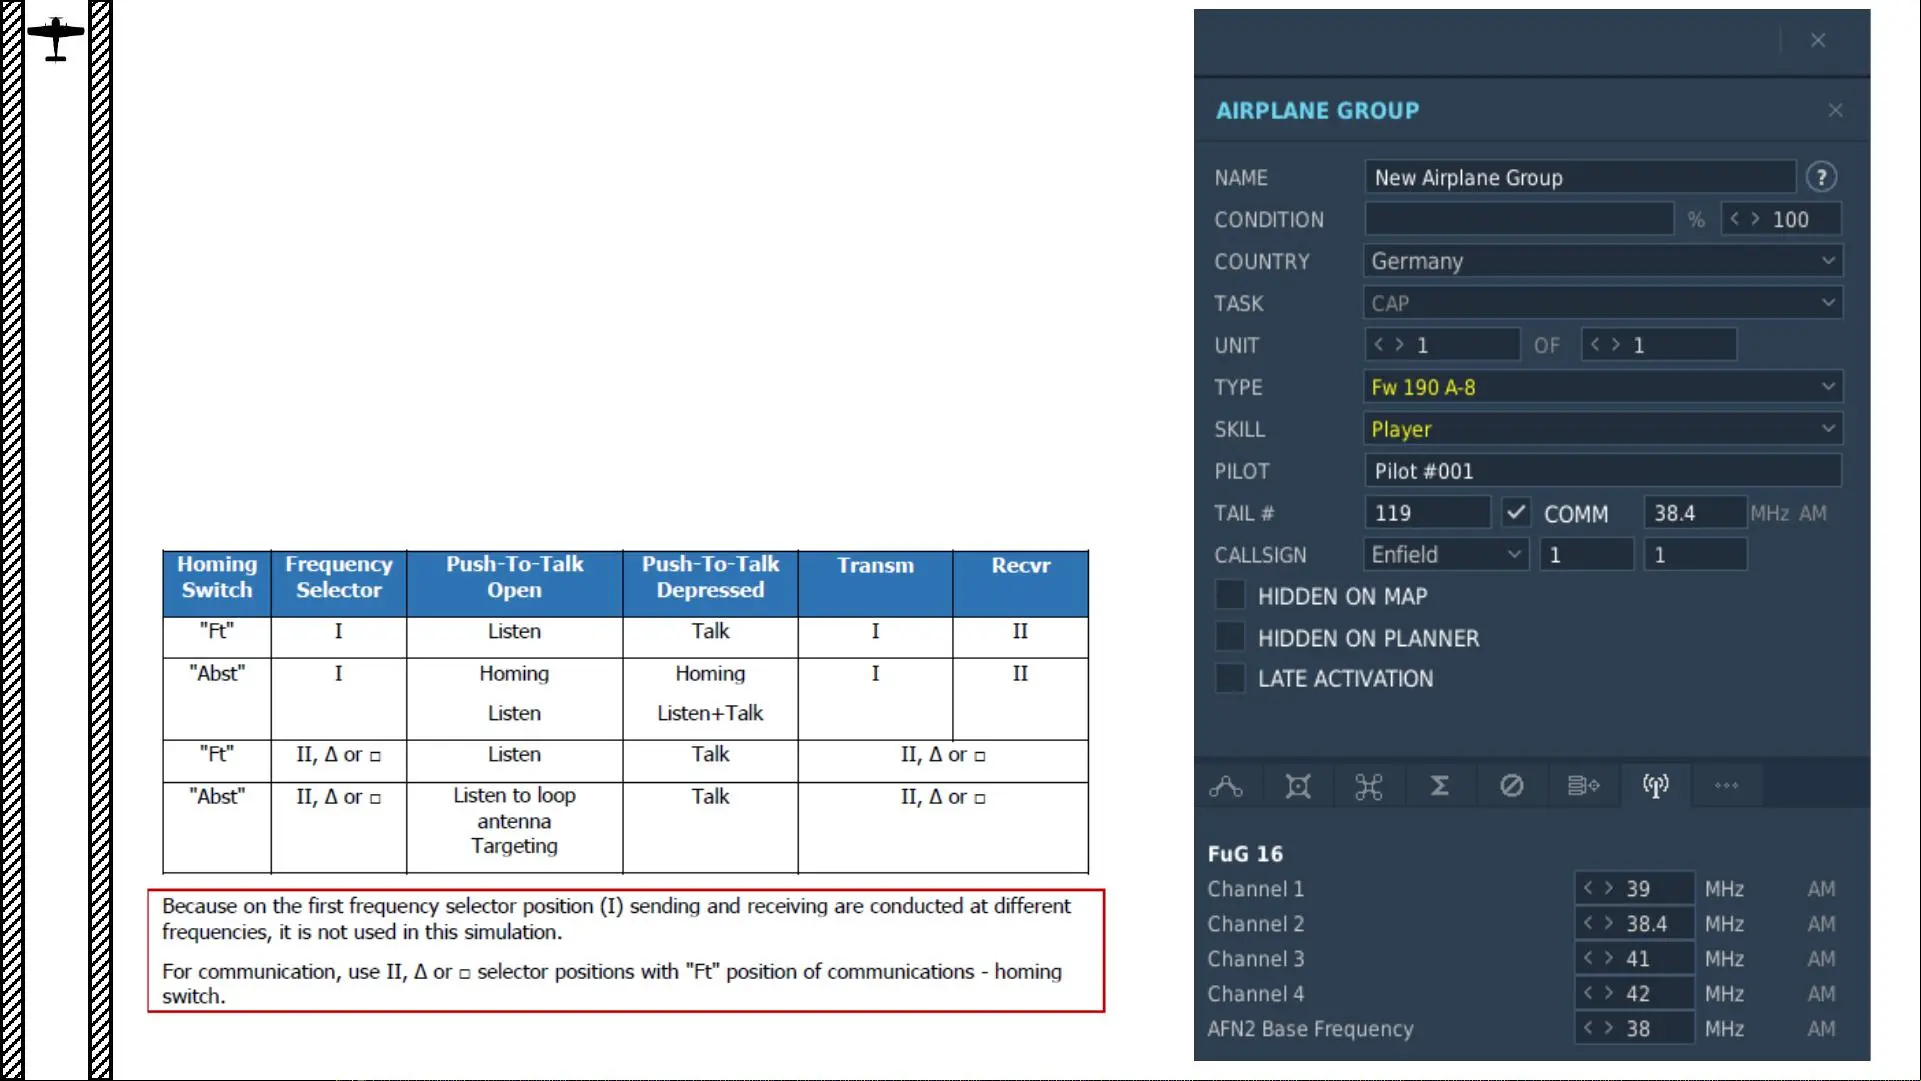 Homing Switch | Frequency Selector | Push-To-Talk Open | Push-To-Talk Depressed | Transm | Recvr
"Ft" | I | Listen | Talk | I | II
"Abst" | I | Homing Listen | Homing Listen+Talk | I | II
"Ft" | II, Δ or □ | Listen | Talk | II, Δ or □
"Abst" | II, Δ or □ | Listen to loop antenna Targeting | Talk | II, Δ or □
Because on the first frequency selector position (I) sending and receiving are conducted at different
frequencies, it is not used in this simulation.
For communication, use II, Δ or □ selector positions with "Ft" position of communications - homing
switch.
AIRPLANE GROUP
NAME New Airplane Group ?
CONDITION % < > 100
COUNTRY Germany
TASK CAP
UNIT < > 1 OF < > 1
TYPE Fw 190 A-8
SKILL Player
PILOT Pilot #001
TAIL # 119 COMM 38.4 MHz AM
CALLSIGN Enfield 1 1
HIDDEN ON MAP
HIDDEN ON PLANNER
LATE ACTIVATION
FuG 16
Channel 1 < > 39 MHz AM
Channel 2 < > 38.4 MHz AM
Channel 3 < > 41 MHz AM
Channel 4 < > 42 MHz AM
AFN2 Base Frequency < > 38 MHz AM